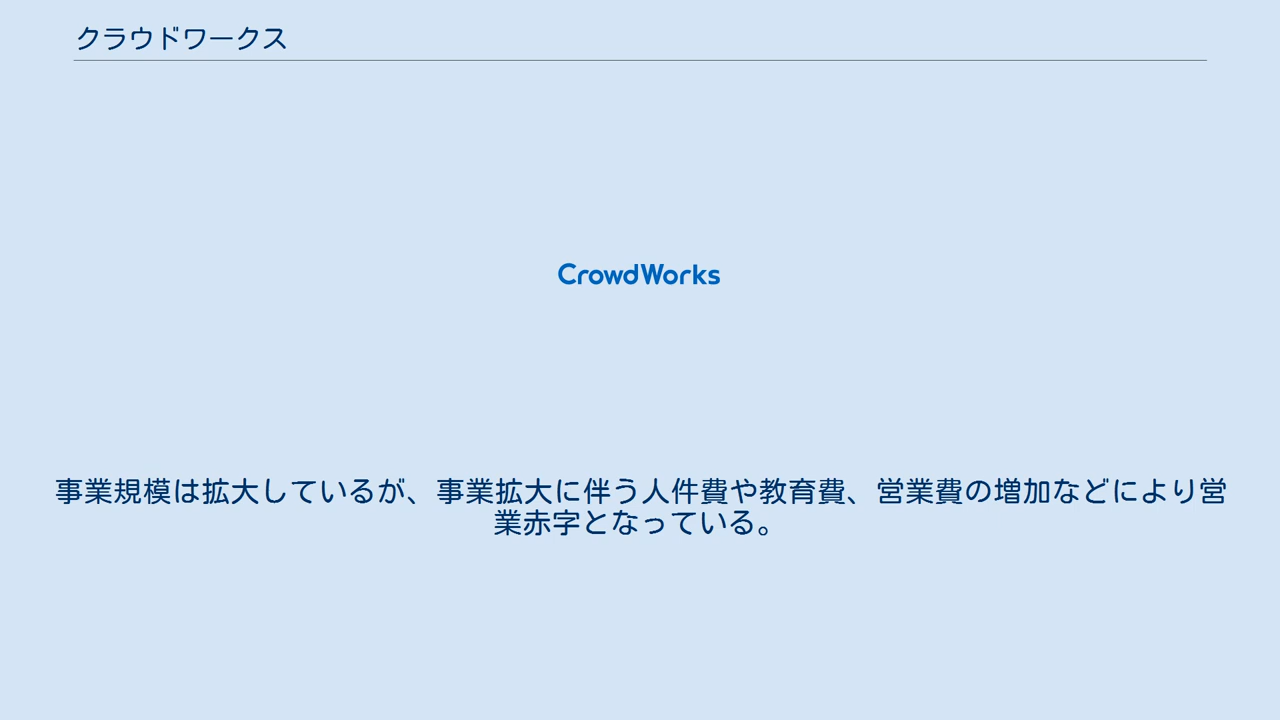 クラウドワークス
CrowdWorks
事業規模は拡大しているが、事業拡大に伴う人件費や教育費、営業費の増加などにより営
業赤字となっている。